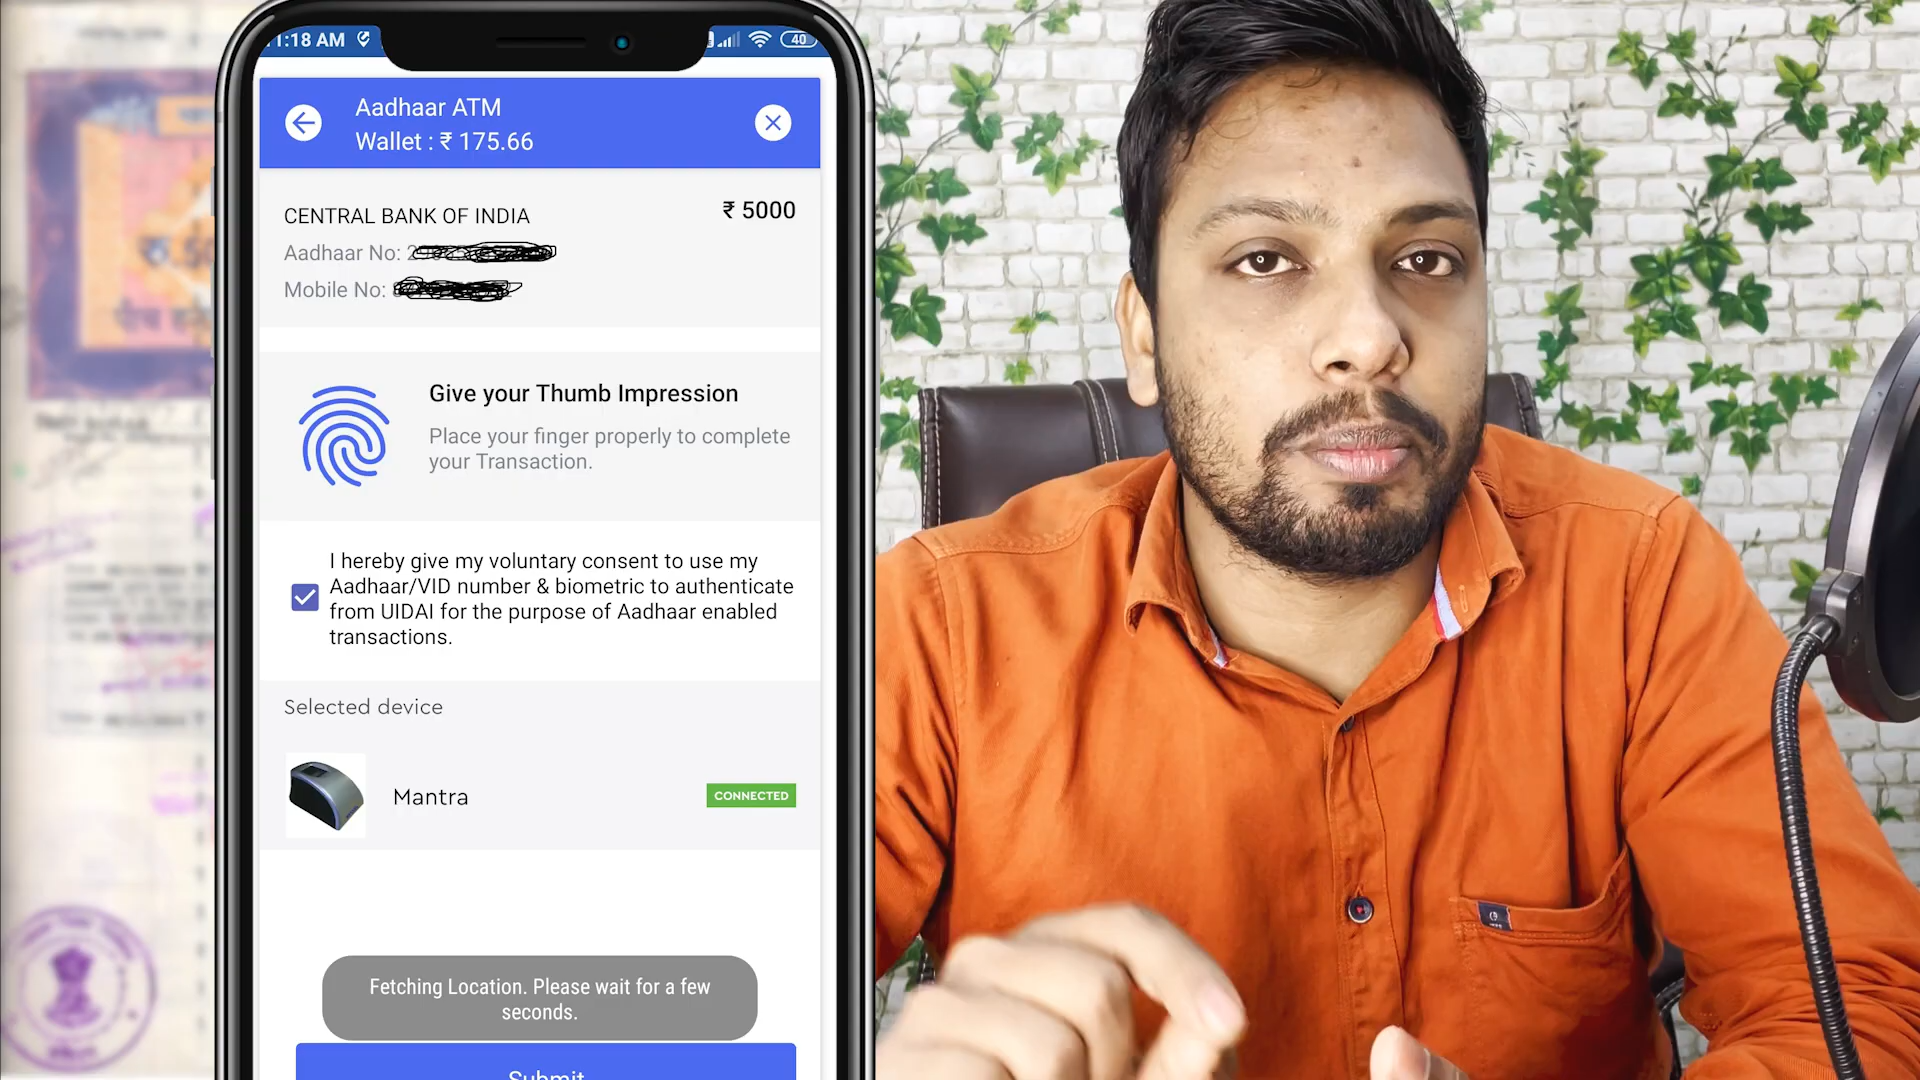 1:18 AM
40
Aadhaar ATM
Wallet : ₹ 175.66
CENTRAL BANK OF INDIA
₹ 5000
Aadhaar No:
Mobile No:
Give your Thumb Impression
Place your finger properly to complete
your Transaction.
I hereby give my voluntary consent to use my
Aadhaar/VID number & biometric to authenticate
from UIDAI for the purpose of Aadhaar enabled
transactions.
Selected device
Mantra
CONNECTED
Fetching Location. Please wait for a few
seconds.
Submit